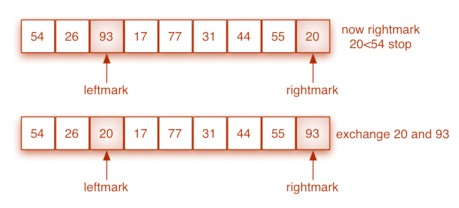 54 26 93 17 77 31 44 55 20
now rightmark
20<54 stop
leftmark rightmark
54 26 20 17 77 31 44 55 93
exchange 20 and 93
leftmark rightmark